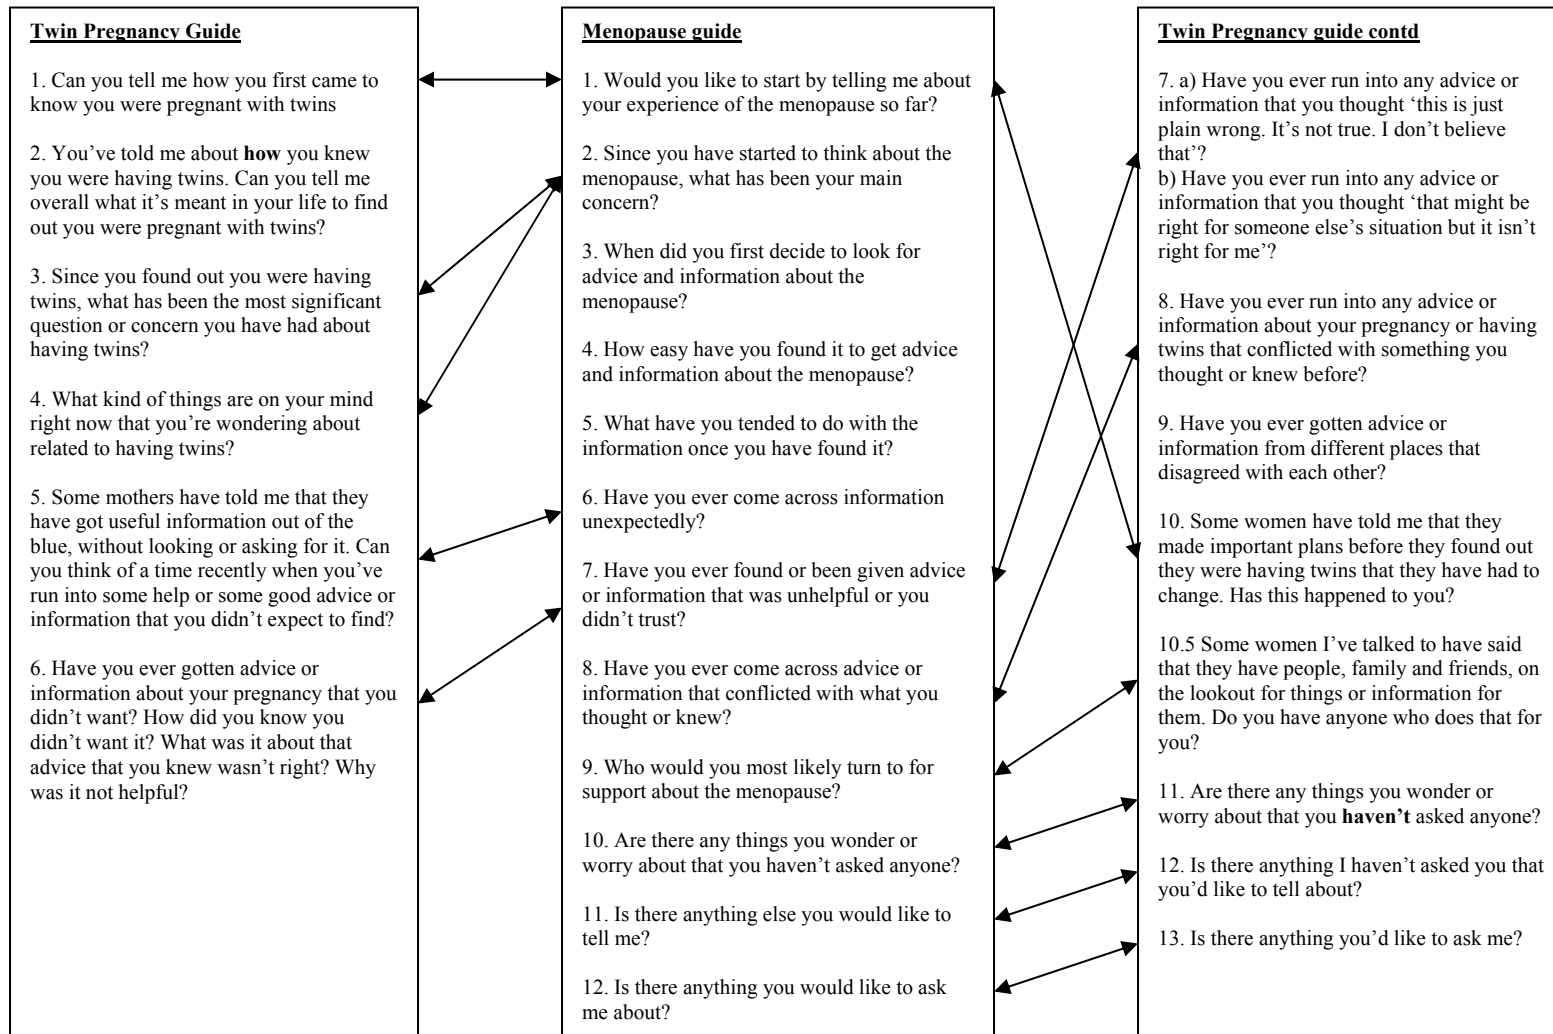 Twin Pregnancy Guide
1. Can you tell me how you first came to
know you were pregnant with twins
2. You’ve told me about how you knew
you were having twins. Can you tell me
overall what it’s meant in your life to find
out you were pregnant with twins?
3. Since you found out you were having
twins, what has been the most significant
question or concern you have had about
having twins?
4. What kind of things are on your mind
right now that you’re wondering about
related to having twins?
5. Some mothers have told me that they
have got useful information out of the
blue, without looking or asking for it. Can
you think of a time recently when you’ve
run into some help or some good advice or
information that you didn’t expect to find?
6. Have you ever gotten advice or
information about your pregnancy that you
didn’t want? How did you know you
didn’t want it? What was it about that
advice that you knew wasn’t right? Why
was it not helpful?
Menopause guide
1. Would you like to start by telling me about
your experience of the menopause so far?
2. Since you have started to think about the
menopause, what has been your main
concern?
3. When did you first decide to look for
advice and information about the
menopause?
4. How easy have you found it to get advice
and information about the menopause?
5. What have you tended to do with the
information once you have found it?
6. Have you ever come across information
unexpectedly?
7. Have you ever found or been given advice
or information that was unhelpful or you
didn’t trust?
8. Have you ever come across advice or
information that conflicted with what you
thought or knew?
9. Who would you most likely turn to for
support about the menopause?
10. Are there any things you wonder or
worry about that you haven’t asked anyone?
11. Is there anything else you would like to
tell me?
12. Is there anything you would like to ask
me about?
Twin Pregnancy guide contd
7. a) Have you ever run into any advice or
information that you thought ‘this is just
plain wrong. It’s not true. I don’t believe
that’?
b) Have you ever run into any advice or
information that you thought ‘that might be
right for someone else’s situation but it isn’t
right for me’?
8. Have you ever run into any advice or
information about your pregnancy or having
twins that conflicted with something you
thought or knew before?
9. Have you ever gotten advice or
information from different places that
disagreed with each other?
10. Some women have told me that they
made important plans before they found out
they were having twins that they have had to
change. Has this happened to you?
10.5 Some women I’ve talked to have said
that they have people, family and friends, on
the lookout for things or information for
them. Do you have anyone who does that for
you?
11. Are there any things you wonder or
worry about that you haven’t asked anyone?
12. Is there anything I haven’t asked you that
you’d like to tell about?
13. Is there anything you’d like to ask me?